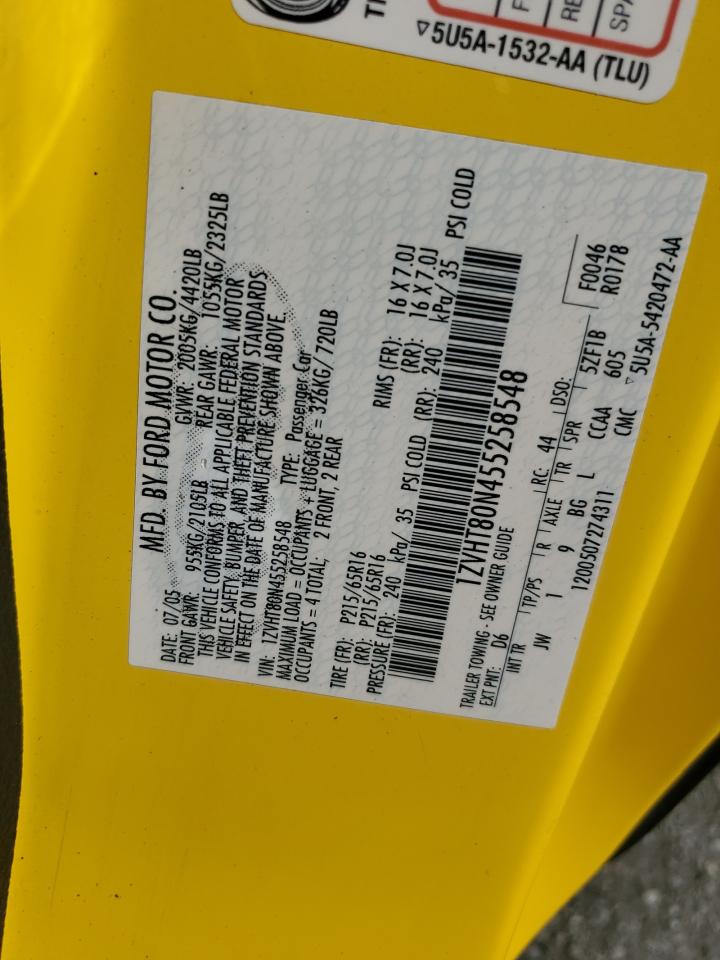 TH
F
RE
SPA
5U5A-1532-AA (TLU)
MFD. BY FORD MOTOR CO.
DATE: 07/05 GVWR: 2005KG/4420LB
FRONT GAWR: 955KG/2105LB REAR GAWR: 1055KG/2325LB
THIS VEHICLE CONFORMS TO ALL APPLICABLE FEDERAL MOTOR
VEHICLE SAFETY, BUMPER, AND THEFT PREVENTION STANDARDS
IN EFFECT ON THE DATE OF MANUFACTURE SHOWN ABOVE.
VIN: 1ZVHT80N455258548 TYPE: Passenger Car
MAXIMUM LOAD = OCCUPANTS + LUGGAGE = 326KG/720LB
OCCUPANTS = 4 TOTAL; 2 FRONT, 2 REAR
TIRE (FR): P215/65R16 RIMS (FR): 16 X 7.0J
(RR): P215/65R16 (RR): 16 X 7.0J
PRESSURE (FR): 240 kPa/ 35 PSI COLD (RR): 240 kPa/ 35 PSI COLD
1ZVHT80N455258548
TRAILER TOWING - SEE OWNER GUIDE
EXT PNT: D6 RC: 44 DSO: F0046
R0178
INT TR TP/PS R AXLE TR SPR 5ZF1B
JW 1 9 BG L CCAA 605
1200507274311 CMC
5U5A-5420472-AA